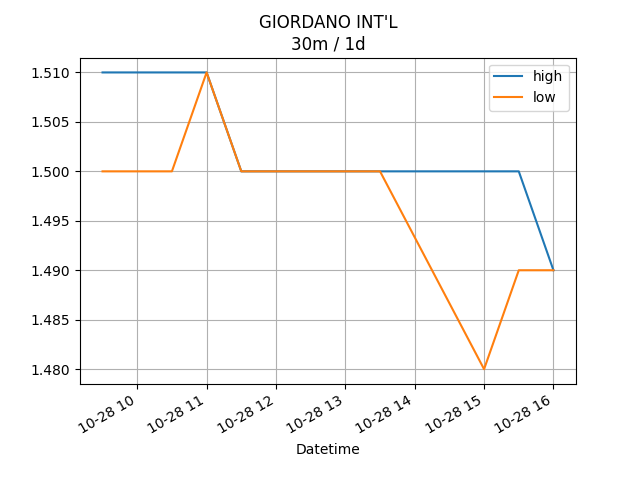 GIORDANO INT'L
30m / 1d
high
low
1.510
1.505
1.500
1.495
1.490
1.485
1.480
10-28 10
10-28 11
10-28 12
10-28 13
10-28 14
10-28 15
10-28 16
Datetime